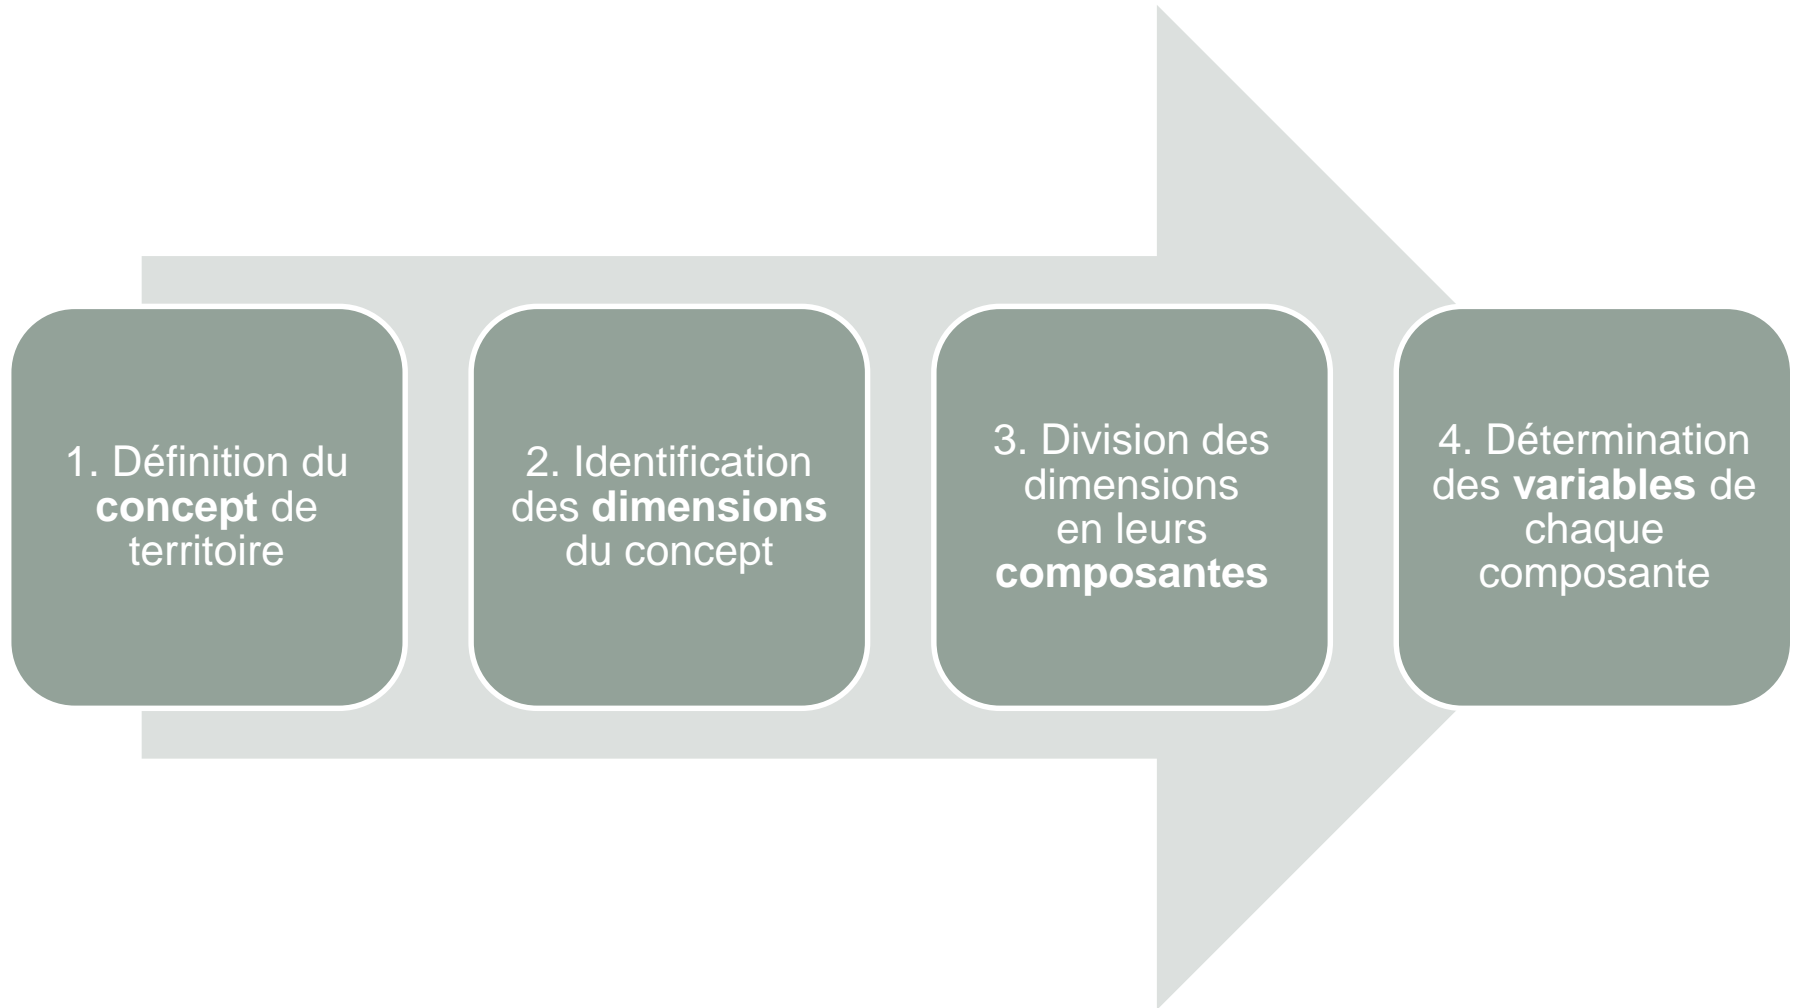 1. Définition du
concept de
territoire
2. Identification
des dimensions
du concept
3. Division des
dimensions
en leurs
composantes
4. Détermination
des variables de
chaque
composante